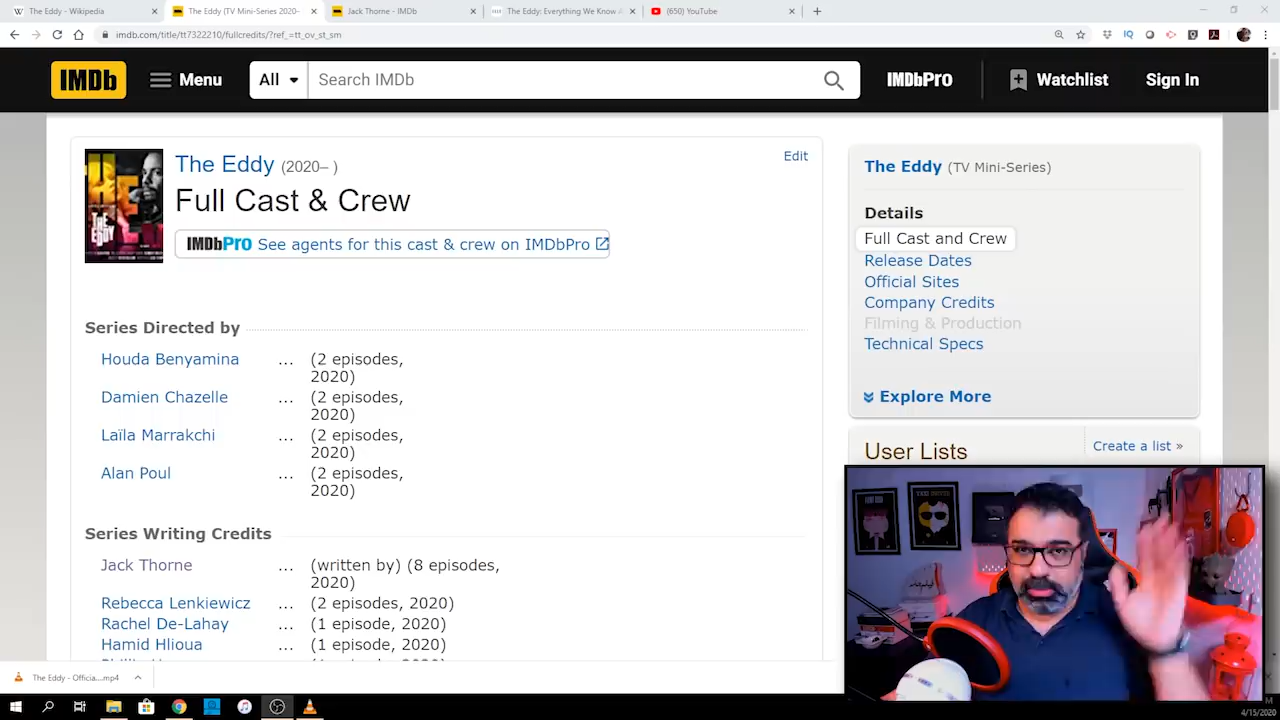 The Eddy - Wikipedia
The Eddy (TV Mini-Series 2020-
Jack Thorne - IMDb
The Eddy: Everything We Know A
(650) YouTube
imdb.com/title/tt7322210/fullcredits/?ref_=tt_ov_st_sm
IMDb
Menu
All
Search IMDb
IMDbPro
Watchlist
Sign In
The Eddy (2020– )
Edit
Full Cast & Crew
IMDbPro See agents for this cast & crew on IMDbPro
Series Directed by
Houda Benyamina ... (2 episodes,
2020)
Damien Chazelle ... (2 episodes,
2020)
Laïla Marrakchi ... (2 episodes,
2020)
Alan Poul ... (2 episodes,
2020)
Series Writing Credits
Jack Thorne ... (written by) (8 episodes,
2020)
Rebecca Lenkiewicz ... (2 episodes, 2020)
Rachel De-Lahay ... (1 episode, 2020)
Hamid Hlioua ... (1 episode, 2020)
The Eddy (TV Mini-Series)
Details
Full Cast and Crew
Release Dates
Official Sites
Company Credits
Filming & Production
Technical Specs
Explore More
User Lists
Create a list »
THE EDDY
The Eddy - Officia....mp4
4/15/2020